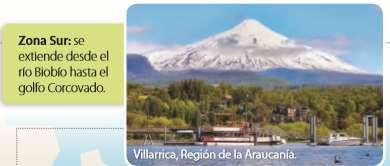 Zona Sur: se
extiende desde el
río Biobío hasta el
golfo Corcovado.
Villarrica, Región de la Araucanía.